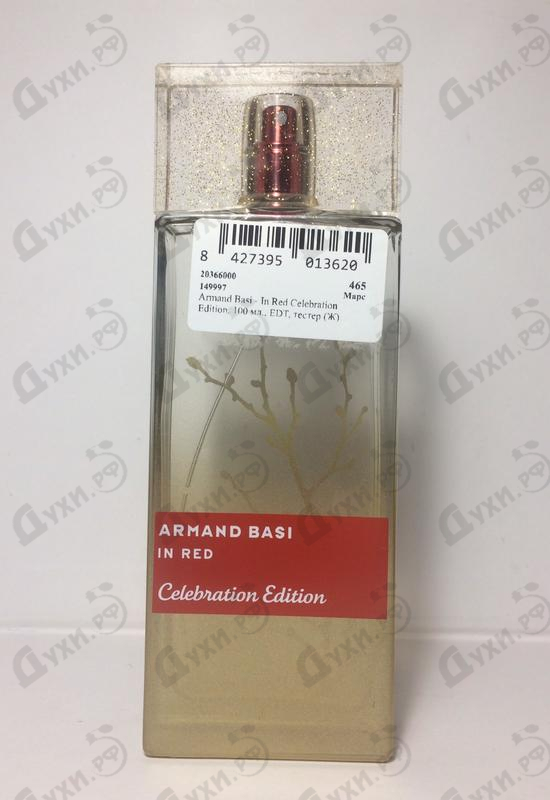 8 427395 013620
20366000 465
149997 Марс
Armand Basi - In Red Celebration
Edition, 100 мл., EDT, тестер (Ж)
ARMAND BASI
IN RED
Celebration Edition
Духи.рф